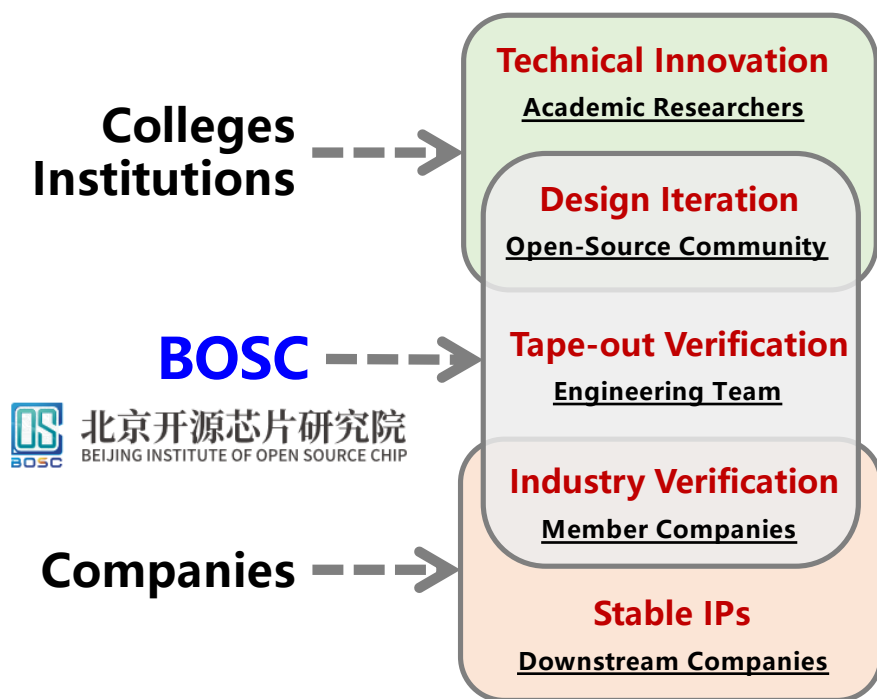 Technical Innovation
Academic Researchers
Colleges
Institutions
Design Iteration
Open-Source Community
BOSC
Tape-out Verification
Engineering Team
OS
BOSC
北京开源芯片研究院
BEIJING INSTITUTE OF OPEN SOURCE CHIP
Industry Verification
Member Companies
Companies
Stable IPs
Downstream Companies